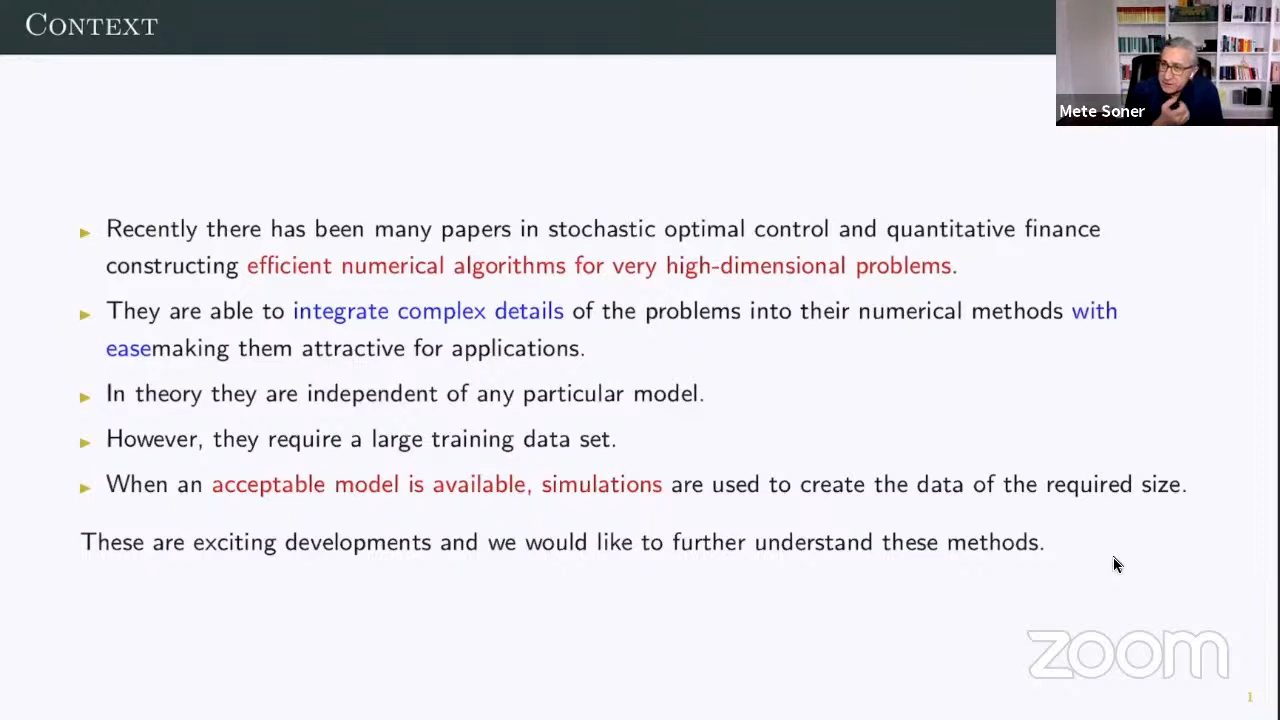 CONTEXT
Mete Soner
Recently there has been many papers in stochastic optimal control and quantitative finance
constructing efficient numerical algorithms for very high-dimensional problems.
They are able to integrate complex details of the problems into their numerical methods with
easemaking them attractive for applications.
In theory they are independent of any particular model.
However, they require a large training data set.
When an acceptable model is available, simulations are used to create the data of the required size.
These are exciting developments and we would like to further understand these methods.
zoom
1